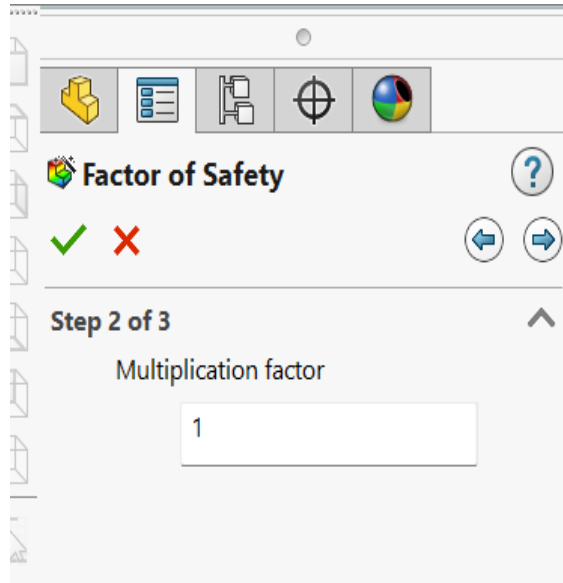 Factor of Safety
?
Step 2 of 3
Multiplication factor
1